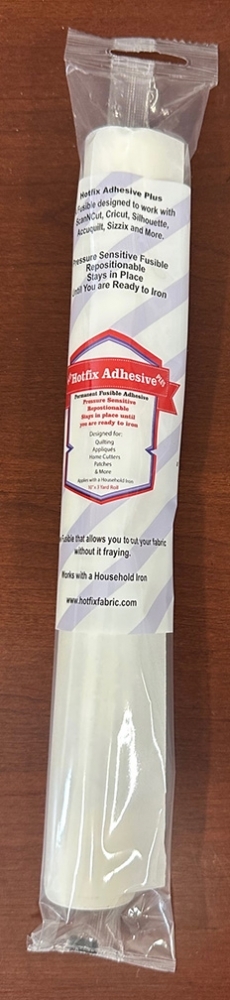 Hotfix Adhesive Plus
Fusible designed to work with
ScanNCut, Cricut, Silhouette,
Accuquilt, Sizzix and More.
Pressure Sensitive Fusible
Repositionable
Stays in Place
Until You are Ready to Iron
Hotfix Adhesive
Permanent Fusible Adhesive
Pressure Sensitive
Repostionable
Stays in place until
you are ready to iron
Designed for:
Quilting
Appliqués
Home Cutters
Patches
& More
Applies with a Household Iron
Fusible that allows you to cut your fabric
without it fraying.
Works with a Household Iron
www.hotfixfabric.com